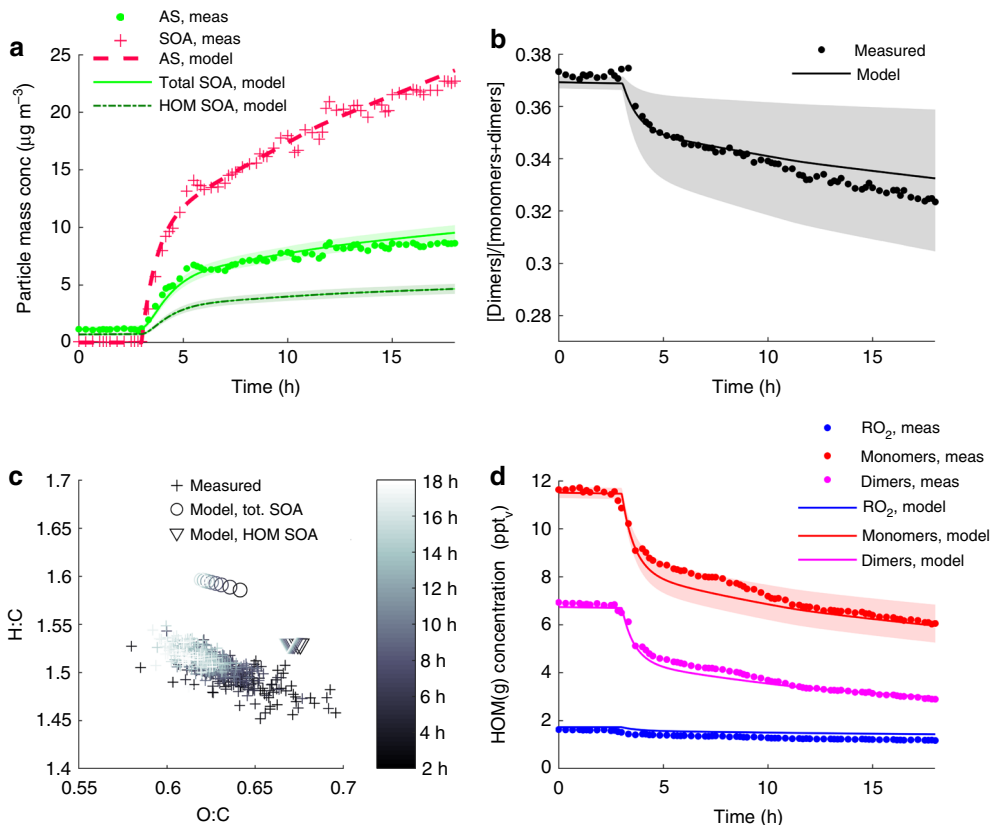 a
AS, meas
SOA, meas
AS, model
Total SOA, model
HOM SOA, model
25
20
15
10
5
0
Particle mass conc (µg m⁻³)
0 5 10 15
Time (h)
b
Measured
Model
0.38
0.36
0.34
0.32
0.3
0.28
[Dimers]/[monomers+dimers]
0 5 10 15
Time (h)
c
Measured
Model, tot. SOA
Model, HOM SOA
1.7
1.6
1.5
1.45
1.4
H:C
0.55 0.6 0.65 0.7
O:C
18 h
16 h
14 h
12 h
10 h
8 h
6 h
4 h
2 h
d
RO₂, meas
Monomers, meas
Dimers, meas
RO₂, model
Monomers, model
Dimers, model
12
10
8
6
4
2
0
HOM(g) concentration (pptᵥ)
0 5 10 15
Time (h)